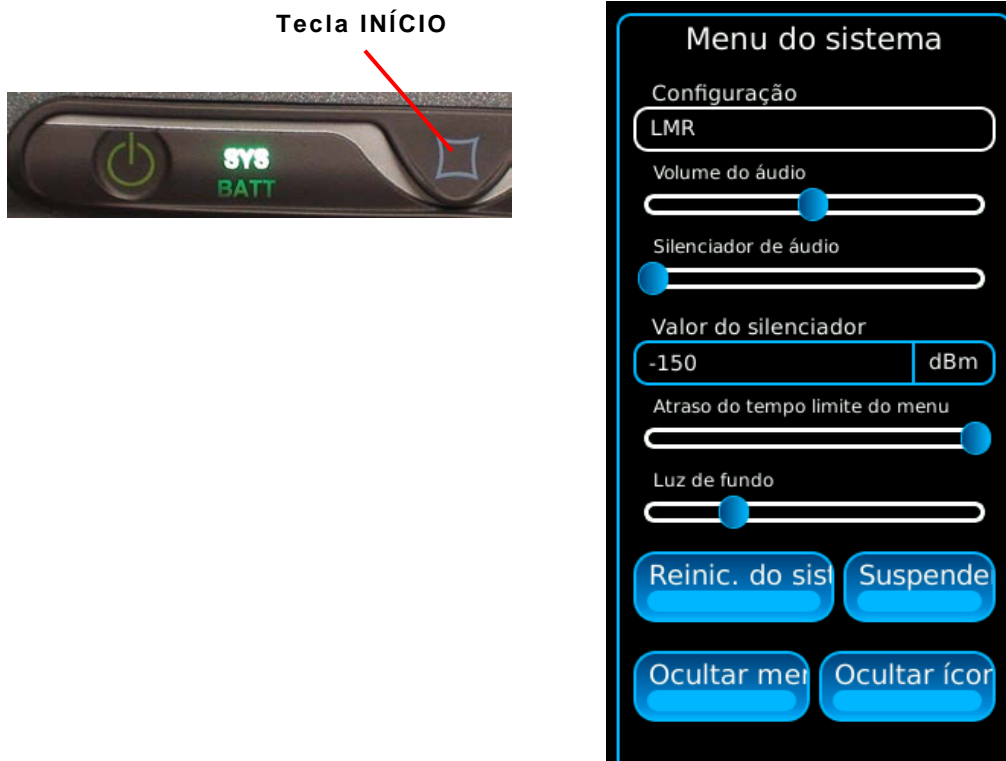 Tecla INÍCIO
SYS
BATT
Menu do sistema
Configuração
LMR
Volume do áudio
Silenciador de áudio
Valor do silenciador
-150 dBm
Atraso do tempo limite do menu
Luz de fundo
Reinic. do sist Suspende
Ocultar mer Ocultar ícor